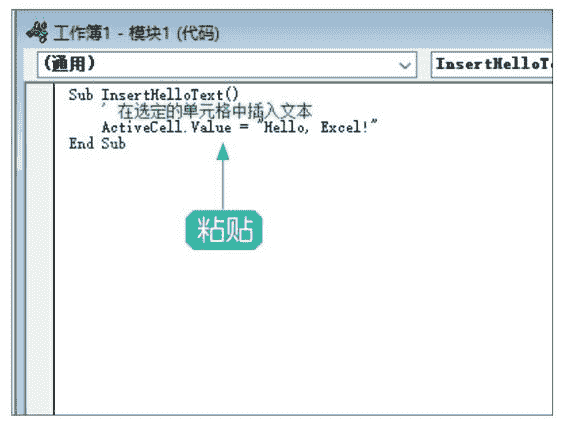 工作簿1 - 模块1 (代码)
(通用)
InsertHelloT
Sub InsertHelloText()
' 在选定的单元格中插入文本
ActiveCell.Value = "Hello, Excel!"
End Sub
粘贴